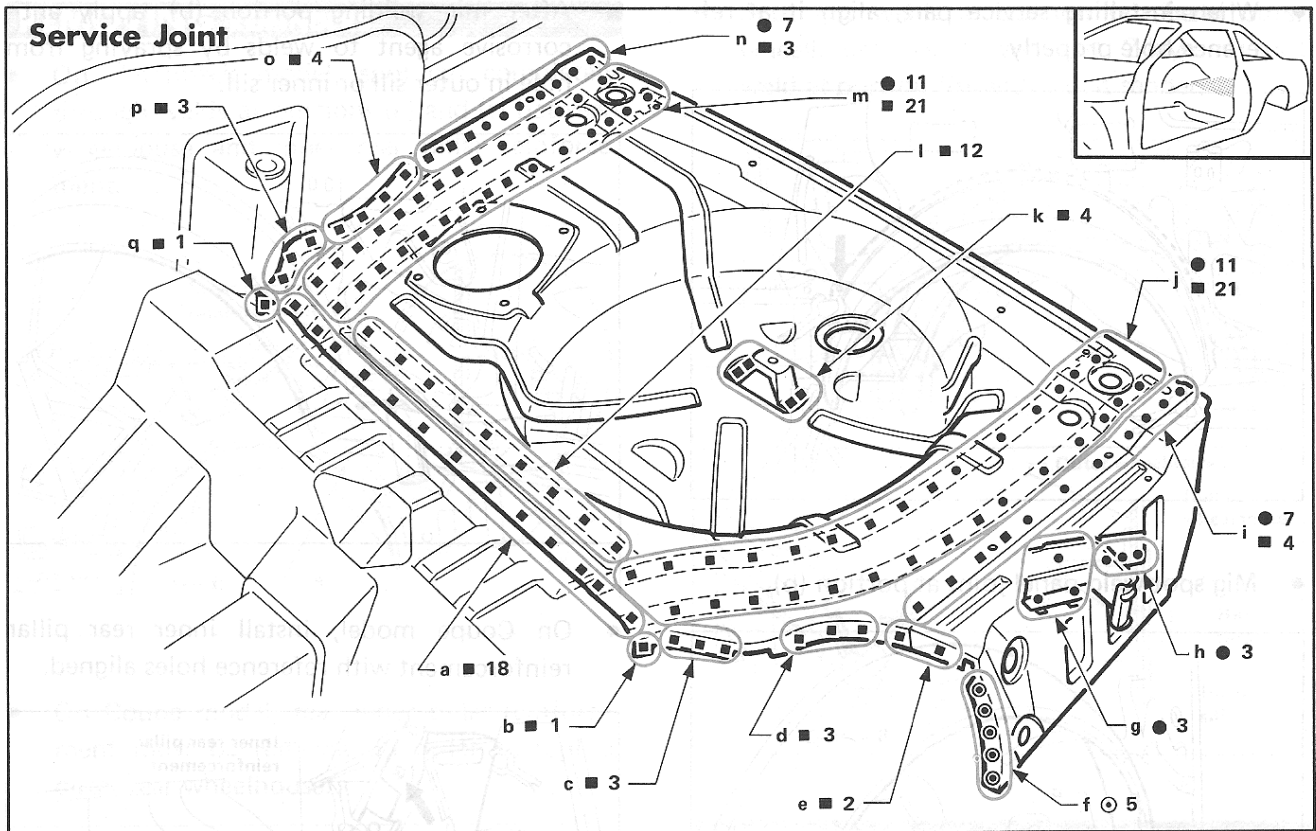 Service Joint
o ■ 4
p ■ 3
q ■ 1
n ● 7
■ 3
m ● 11
■ 21
l ■ 12
k ■ 4
j ● 11
■ 21
i ● 7
■ 4
h ● 3
g ● 3
f ⊙ 5
e ■ 2
d ■ 3
c ■ 3
b ■ 1
a ■ 18